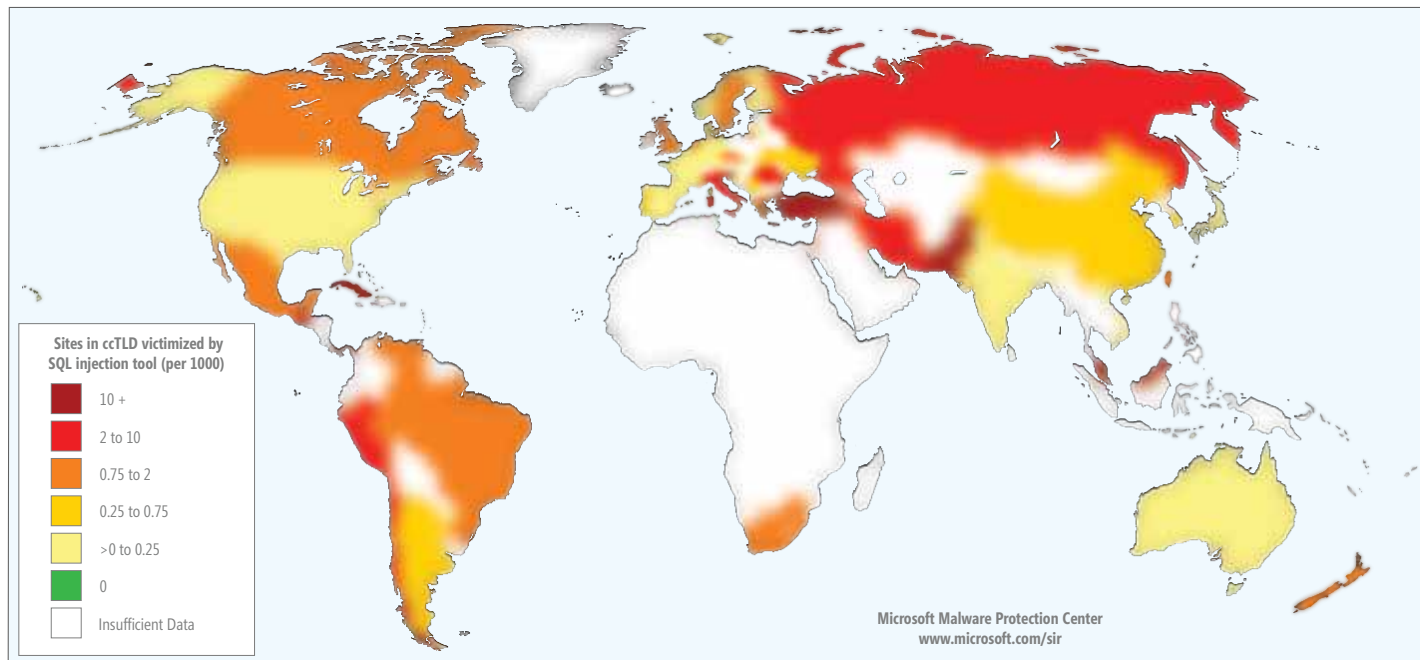 Sites in ccTLD victimized by
SQL injection tool (per 1000)
10 +
2 to 10
0.75 to 2
0.25 to 0.75
>0 to 0.25
0
Insufficient Data
Microsoft Malware Protection Center
www.microsoft.com/sir